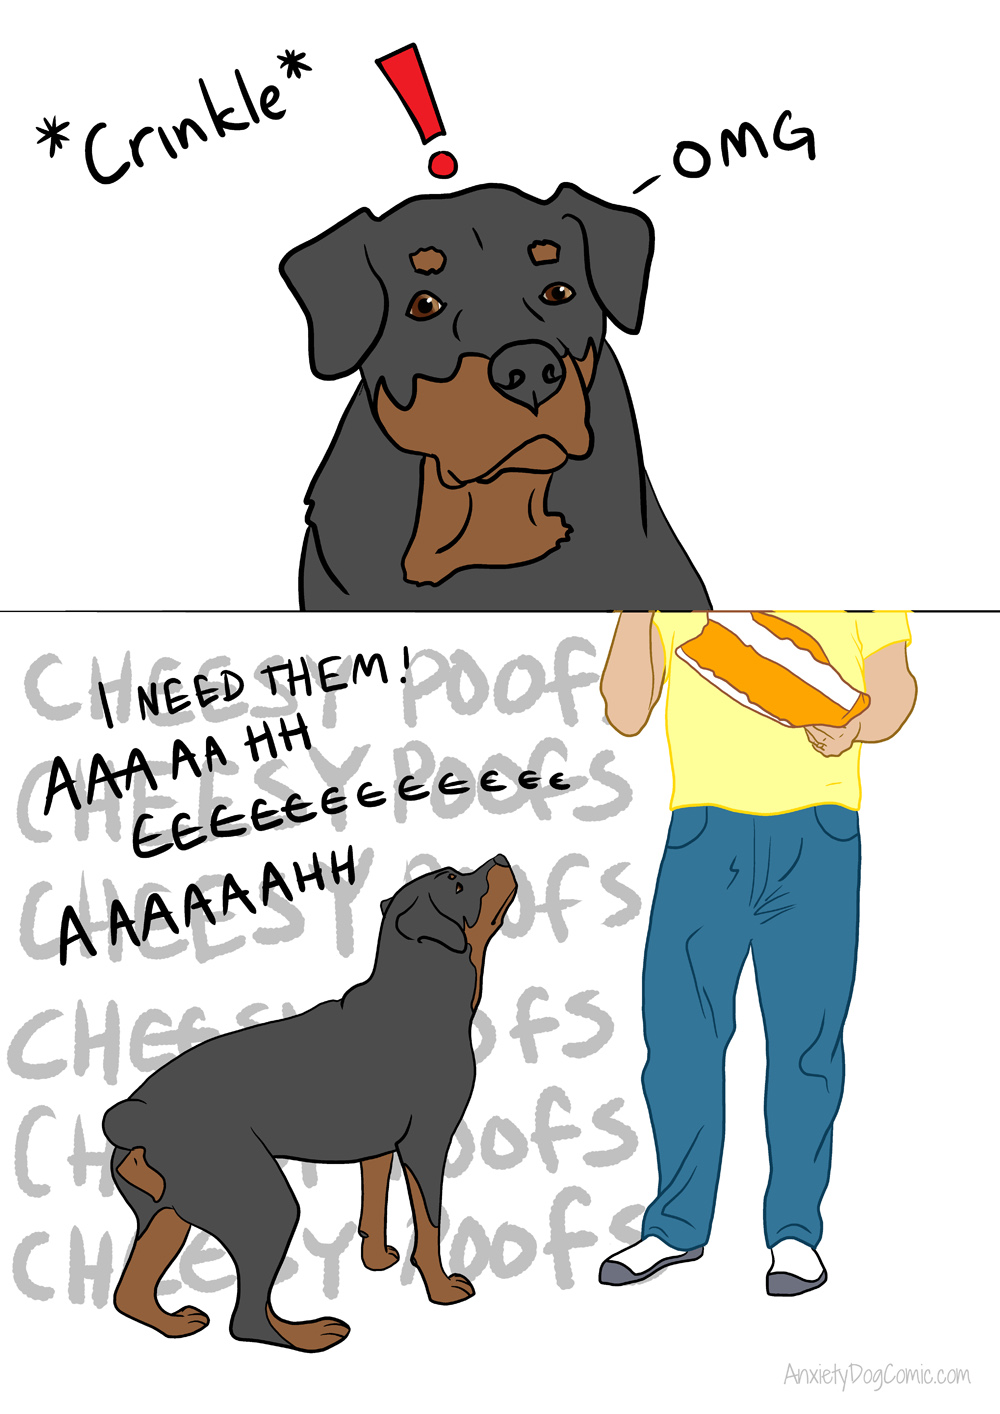 *Crinkle*
!
-OMG
I NEED THEM!
AAAAAHH
EEEEEEEEEEEE
AAAAAAHH
CHEESY POOFS
CHEESY POOFS
CHEESY POOFS
CHEESY POOFS
CHEESY POOFS
CHEESY POOFS
AnxietyDogComic.com